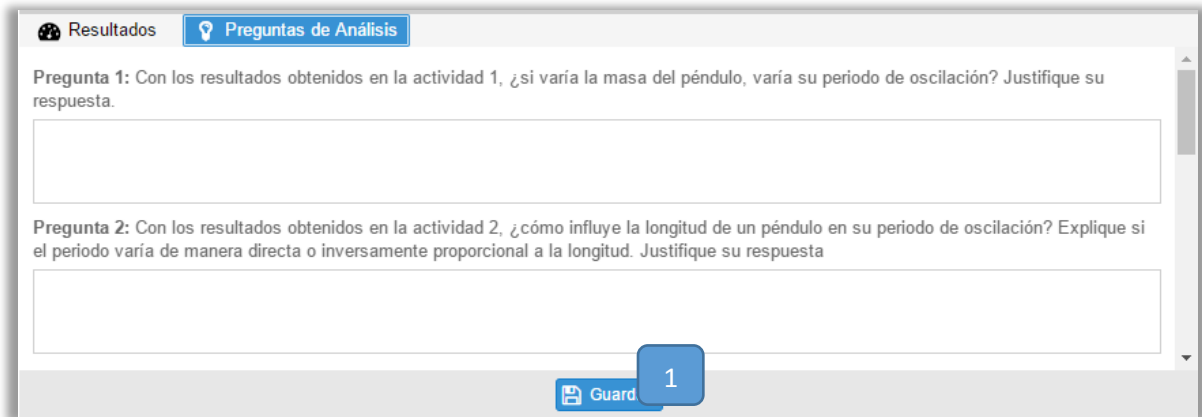 Resultados Preguntas de Análisis
Pregunta 1: Con los resultados obtenidos en la actividad 1, ¿si varía la masa del péndulo, varía su periodo de oscilación? Justifique su
respuesta.
Pregunta 2: Con los resultados obtenidos en la actividad 2, ¿cómo influye la longitud de un péndulo en su periodo de oscilación? Explique si
el periodo varía de manera directa o inversamente proporcional a la longitud. Justifique su respuesta
Guard 1